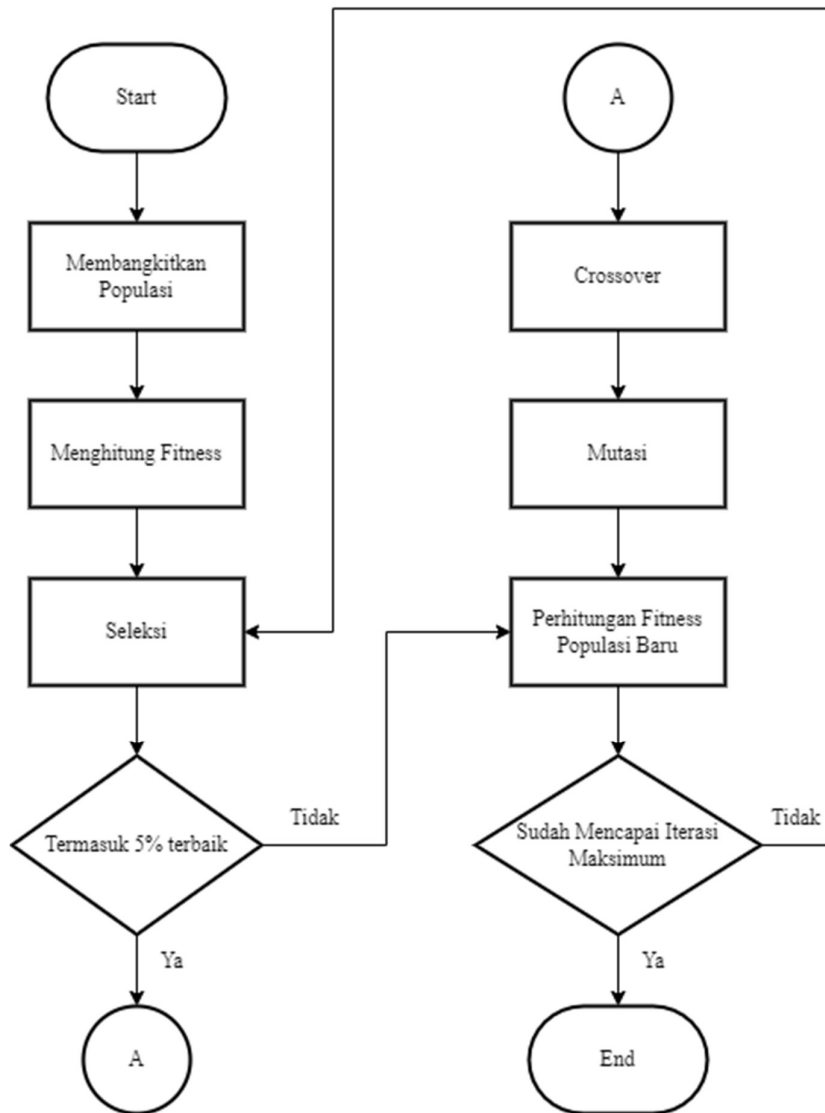 Start
Membangkitkan
Populasi
Menghitung Fitness
Seleksi
Termasuk 5% terbaik
Tidak
Ya
A
A
Crossover
Mutasi
Perhitungan Fitness
Populasi Baru
Sudah Mencapai Iterasi
Maksimum
Tidak
Ya
End